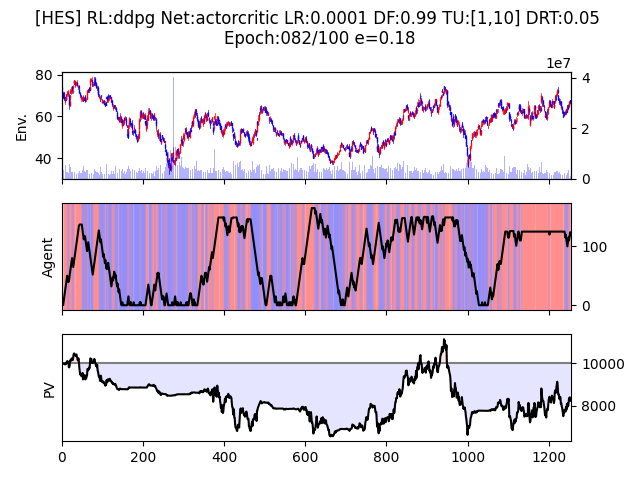 [HES] RL:ddpg Net:actorcritic LR:0.0001 DF:0.99 TU:[1,10] DRT:0.05
Epoch:082/100 e=0.18
1e7
80
60
40
Env.
4
2
0
Agent
100
0
PV
10000
8000
0
200
400
600
800
1000
1200